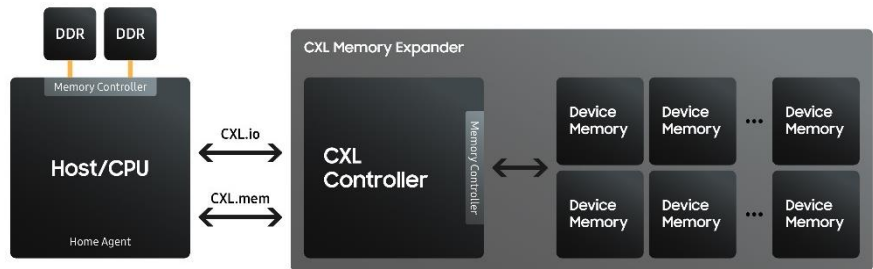 DDR
DDR
Memory Controller
Host/CPU
Home Agent
CXL.io
CXL.mem
CXL Memory Expander
CXL
Controller
Memory Controller
Device
Memory
Device
Memory
•••
Device
Memory
Device
Memory
Device
Memory
•••
Device
Memory